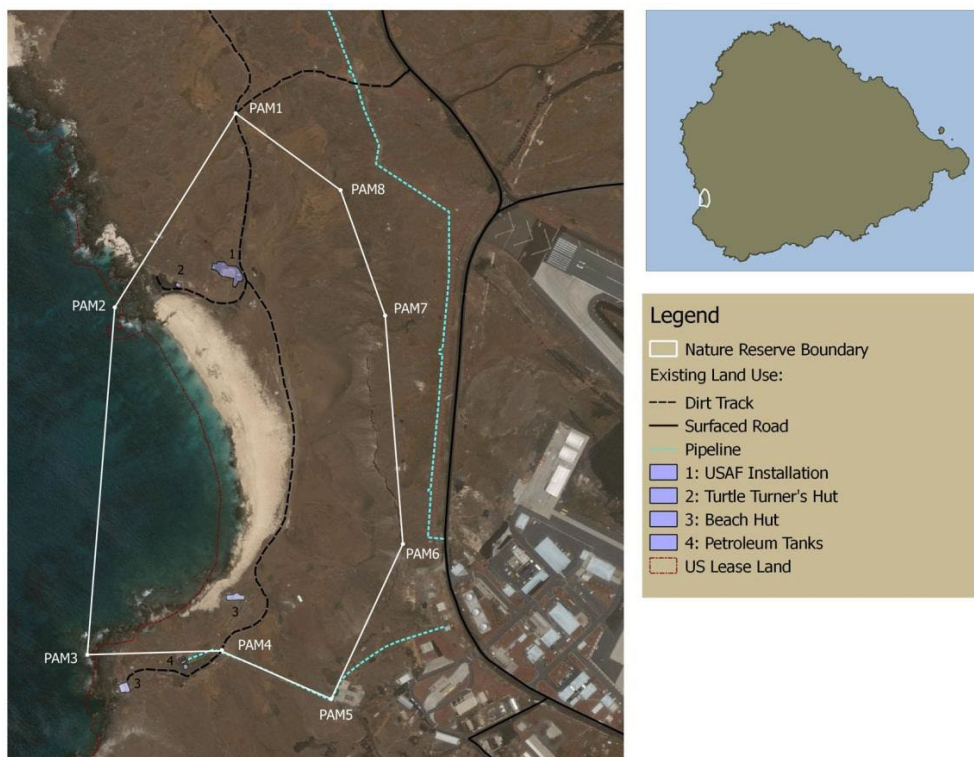 PAM1
PAM8
1
2
PAM2
PAM7
PAM6
3
PAM4
PAM3
4
3
PAM5
Legend
Nature Reserve Boundary
Existing Land Use:
Dirt Track
Surfaced Road
Pipeline
1: USAF Installation
2: Turtle Turner's Hut
3: Beach Hut
4: Petroleum Tanks
US Lease Land